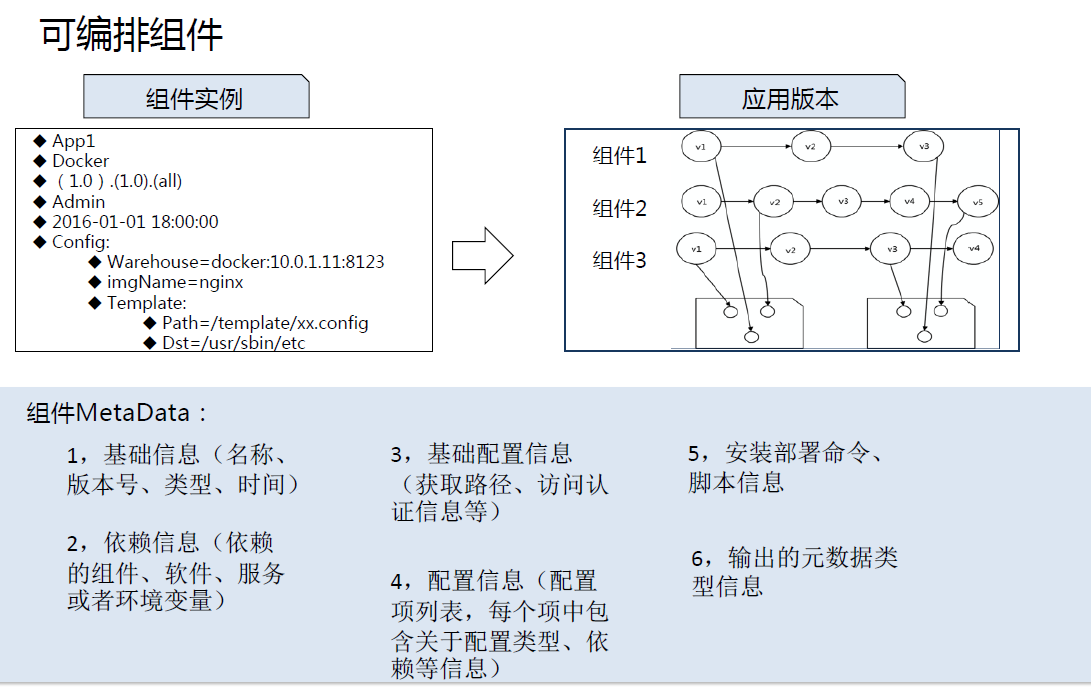 可编排组件
组件实例
◆ App1
◆ Docker
◆ （1.0）.(1.0).(all)
◆ Admin
◆ 2016-01-01 18:00:00
◆ Config:
◆ Warehouse=docker:10.0.1.11:8123
◆ imgName=nginx
◆ Template:
◆ Path=/template/xx.config
◆ Dst=/usr/sbin/etc
应用版本
组件1 v1 v2 v3
组件2 v1 v2 v3 v4 v5
组件3 v1 v2 v3 v4
组件MetaData：
1，基础信息（名称、
版本号、类型、时间）
2，依赖信息（依赖
的组件、软件、服务
或者环境变量）
3，基础配置信息
（获取路径、访问认
证信息等）
4，配置信息（配置
项列表，每个项中包
含关于配置类型、依
赖等信息）
5，安装部署命令、
脚本信息
6，输出的元数据类
型信息